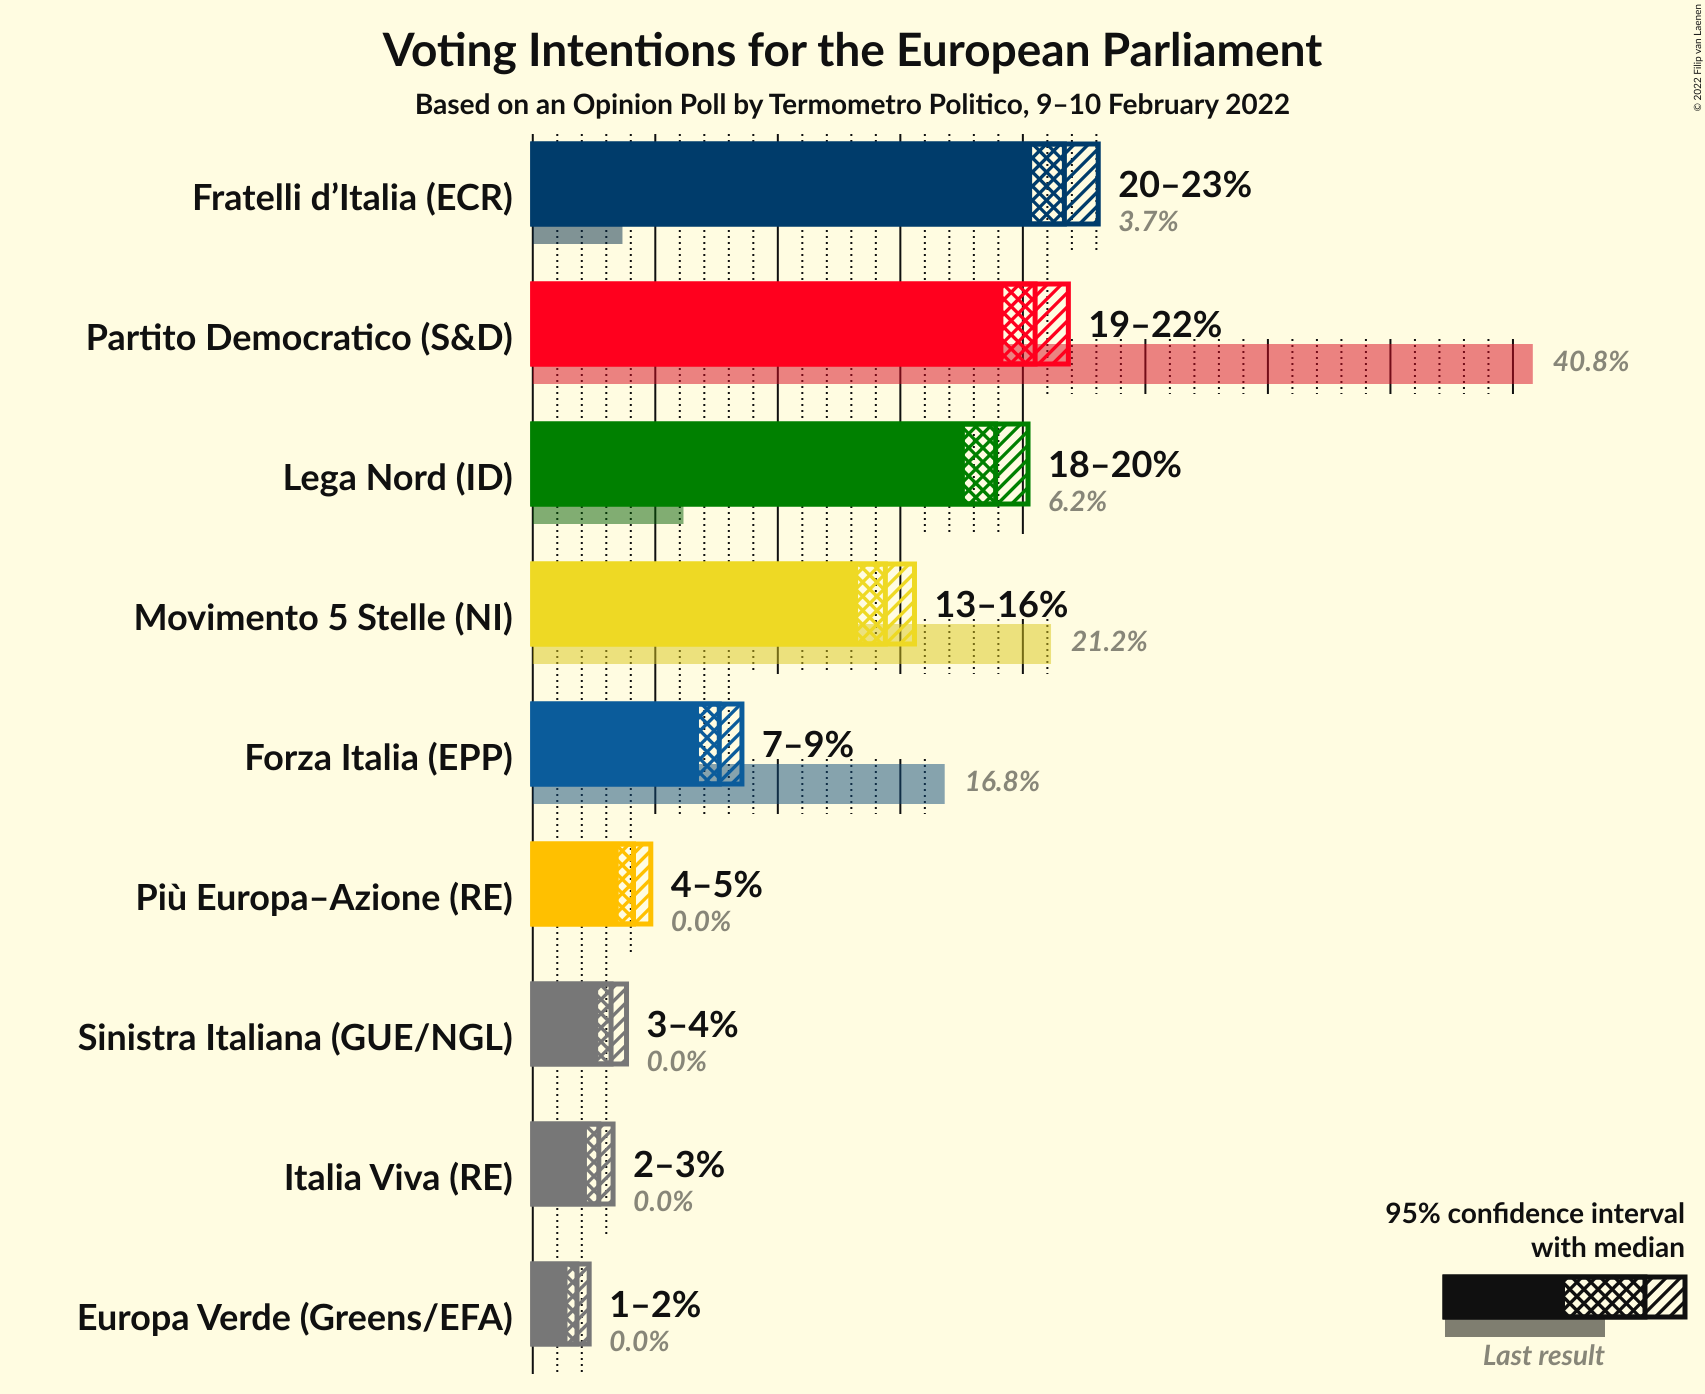 Voting Intentions for the European Parliament
Based on an Opinion Poll by Termometro Politico, 9–10 February 2022
© 2022 Filip van Laenen
Fratelli d’Italia (ECR)
20–23%
3.7%
Partito Democratico (S&D)
19–22%
40.8%
Lega Nord (ID)
18–20%
6.2%
Movimento 5 Stelle (NI)
13–16%
21.2%
Forza Italia (EPP)
7–9%
16.8%
Più Europa–Azione (RE)
4–5%
0.0%
Sinistra Italiana (GUE/NGL)
3–4%
0.0%
Italia Viva (RE)
2–3%
0.0%
Europa Verde (Greens/EFA)
1–2%
0.0%
95% confidence interval
with median
Last result